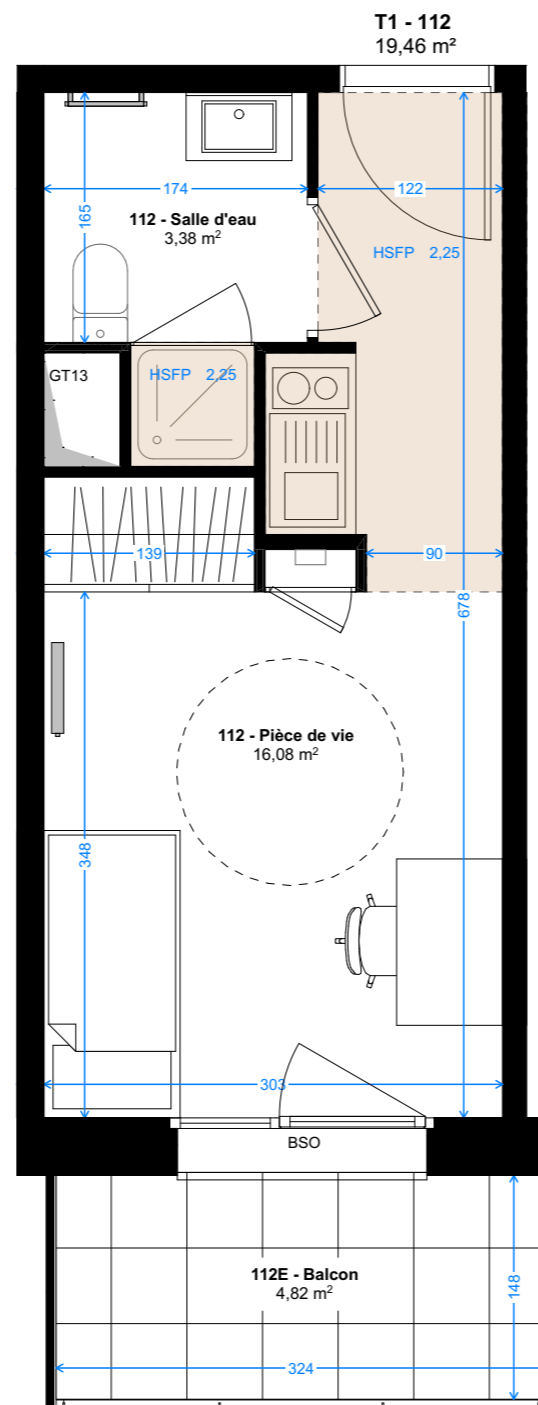 T1 - 112
19,46 m²
174
122
165
112 - Salle d'eau
3,38 m²
HSFP 2,25
GT13
HSFP 2,25
139
90
678
112 - Pièce de vie
16,08 m²
348
303
BSO
112E - Balcon
4,82 m²
148
324